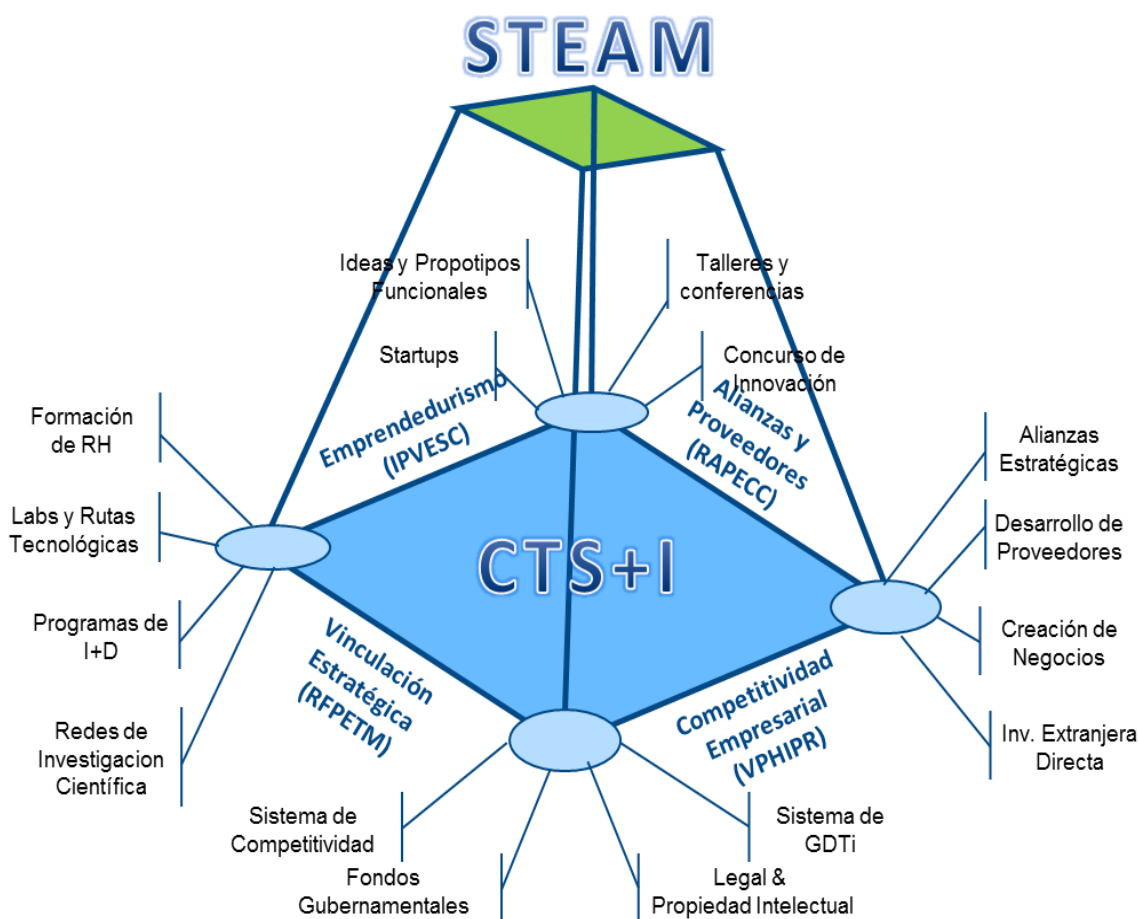 STEAM
Ideas y Propotipos
Funcionales
Talleres y
conferencias
Startups
Concurso de
Innovación
Emprendedurismo
(IPVESC)
Alianzas y
Proveedores
(RAPECC)
Formación
de RH
Labs y Rutas
Tecnológicas
Programas de
I+D
Redes de
Investigacion
Científica
Alianzas
Estratégicas
Desarrollo de
Proveedores
Creación de
Negocios
Inv. Extranjera
Directa
CTS+I
Vinculación
Estratégica
(RFPETM)
Competitividad
Empresarial
(VPHIPR)
Sistema de
Competitividad
Fondos
Gubernamentales
Legal &
Propiedad Intelectual
Sistema de
GDTi